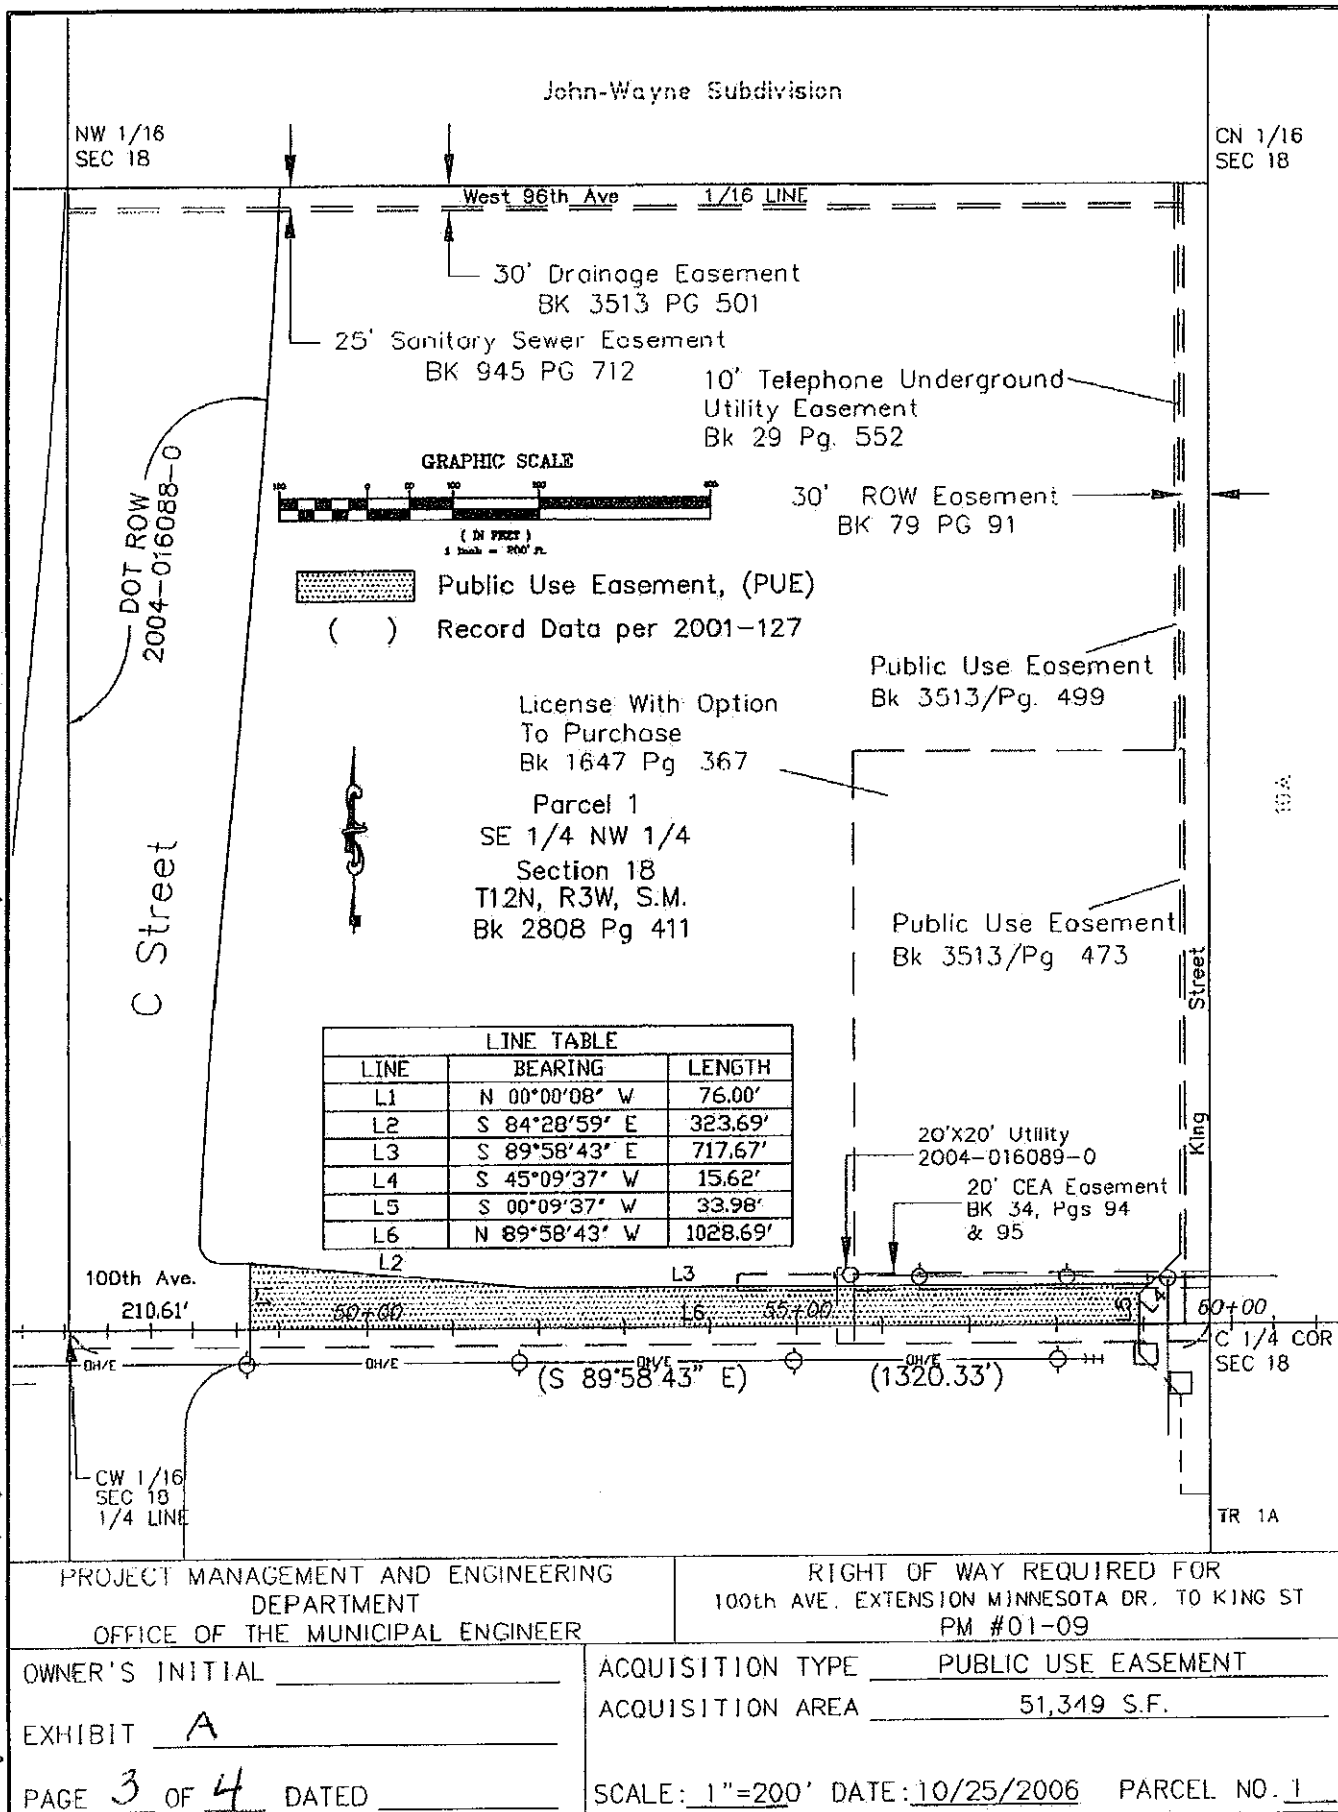 John-Wayne Subdivision
NW 1/16
SEC 18
CN 1/16
SEC 18
West 96th Ave 1/16 LINE
30' Drainage Easement
BK 3513 PG 501
25' Sanitary Sewer Easement
BK 945 PG 712
10' Telephone Underground
Utility Easement
Bk 29 Pg. 552
GRAPHIC SCALE
( IN FEET )
1 inch = 200' ft.
30' ROW Easement
BK 79 PG 91
DOT ROW
2004-016088-0
Public Use Easement, (PUE)
( ) Record Data per 2001-127
Public Use Easement
Bk 3513/Pg. 499
License With Option
To Purchase
Bk 1647 Pg 367
Parcel 1
SE 1/4 NW 1/4
Section 18
T12N, R3W, S.M.
Bk 2808 Pg 411
C Street
Public Use Easement
Bk 3513/Pg 473
King Street
LINE TABLE
LINE BEARING LENGTH
L1 N 00°00'08" W 76.00'
L2 S 84°28'59" E 323.69'
L3 S 89°58'43" E 717.67'
L4 S 45°09'37" W 15.62'
L5 S 00°09'37" W 33.98'
L6 N 89°58'43" W 1028.69'
20'X20' Utility
2004-016089-0
20' CEA Easement
BK 34, Pgs 94
& 95
L2
L3
100th Ave.
210.61'
L1
50+00
L6
55+00
L5
L4
60+00
C 1/4 COR
SEC 18
OH/E OH/E OH/E OH/E
(S 89°58'43" E) (1320.33')
CW 1/16
SEC 18
1/4 LINE
TR 1A
PROJECT MANAGEMENT AND ENGINEERING
DEPARTMENT
OFFICE OF THE MUNICIPAL ENGINEER
RIGHT OF WAY REQUIRED FOR
100th AVE. EXTENSION MINNESOTA DR. TO KING ST
PM #01-09
OWNER'S INITIAL
EXHIBIT A
PAGE 3 OF 4 DATED
ACQUISITION TYPE PUBLIC USE EASEMENT
ACQUISITION AREA 51,349 S.F.
SCALE: 1"=200' DATE: 10/25/2006 PARCEL NO. 1